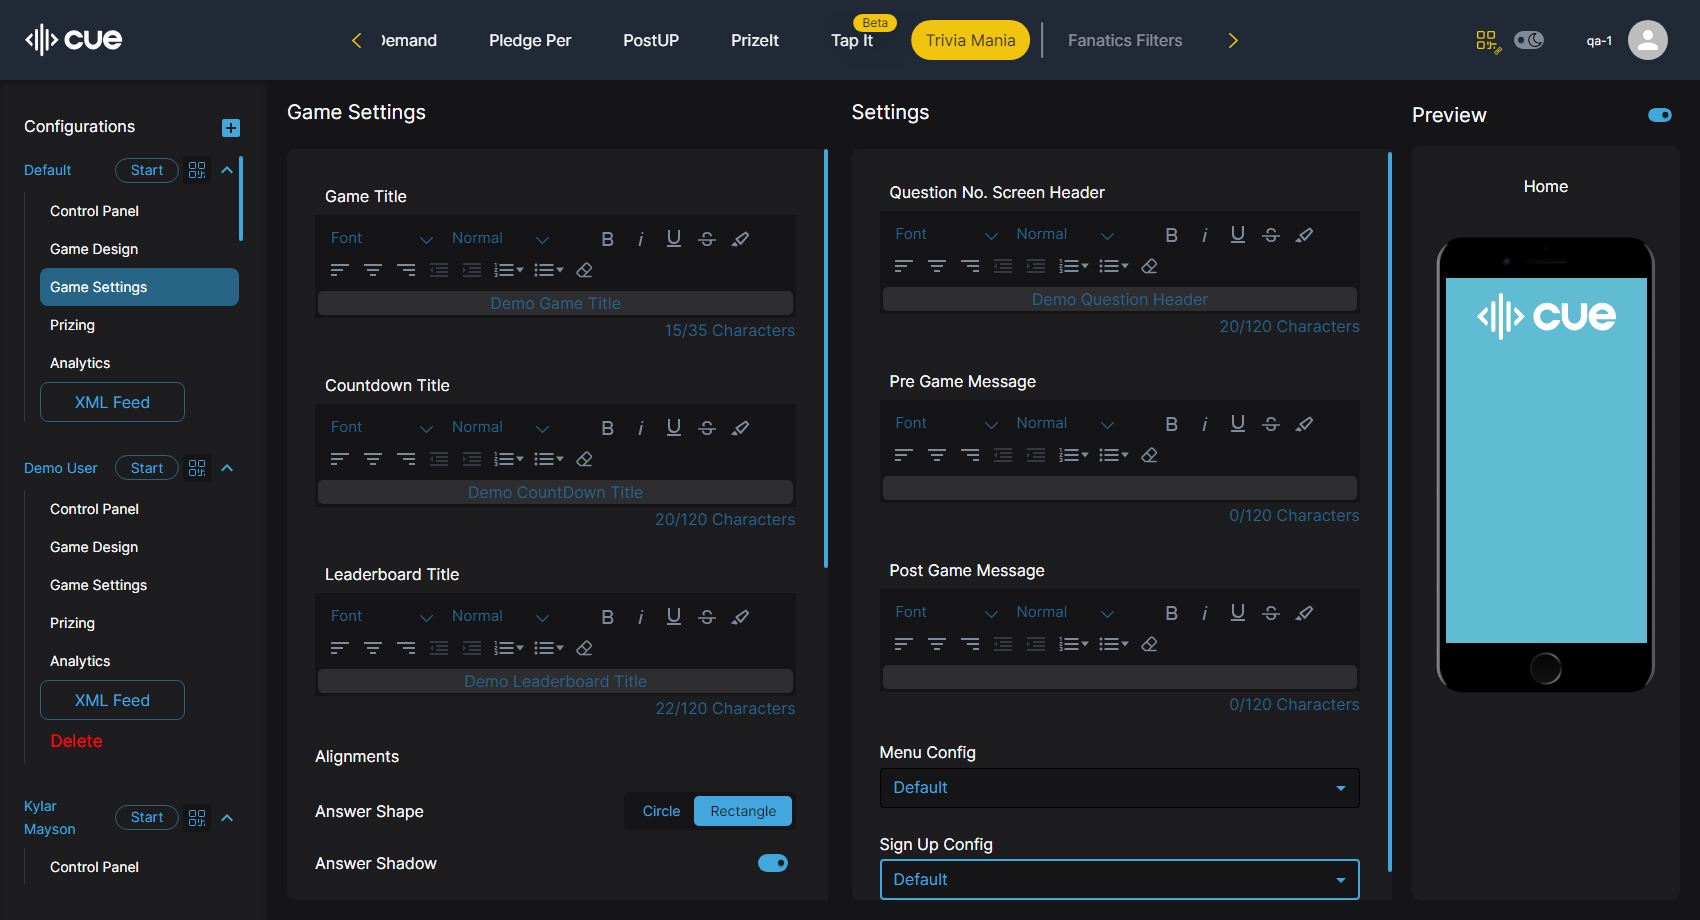 cue
Demand
Pledge Per
PostUP
PrizeIt
Beta
Tap It
Trivia Mania
Fanatics Filters
qa-1
Configurations
Default
Start
Control Panel
Game Design
Game Settings
Prizing
Analytics
XML Feed
Demo User
Start
Control Panel
Game Design
Game Settings
Prizing
Analytics
XML Feed
Delete
Kylar
Mayson
Start
Control Panel
Game Settings
Game Title
Font Normal
Demo Game Title
15/35 Characters
Countdown Title
Font Normal
Demo CountDown Title
20/120 Characters
Leaderboard Title
Font Normal
Demo Leaderboard Title
22/120 Characters
Alignments
Answer Shape
Circle Rectangle
Answer Shadow
Settings
Question No. Screen Header
Font Normal
Demo Question Header
20/120 Characters
Pre Game Message
Font Normal
0/120 Characters
Post Game Message
Font Normal
0/120 Characters
Menu Config
Default
Sign Up Config
Default
Preview
Home
cue